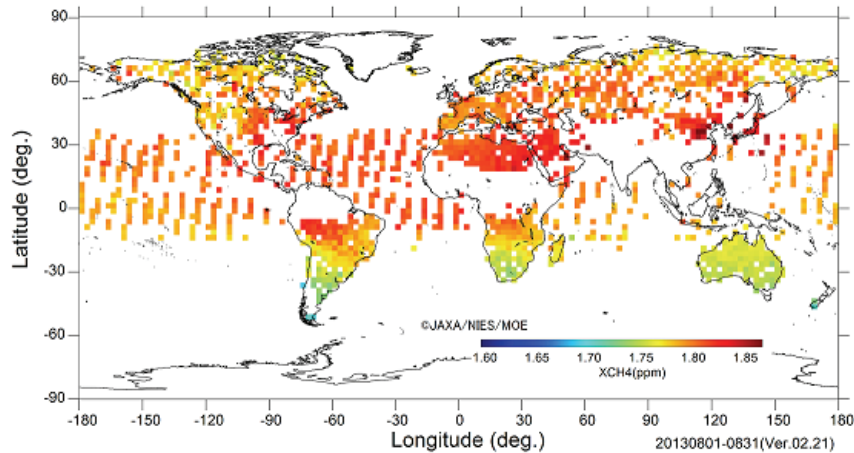 90
60
30
0
-30
-60
-90
Latitude (deg.)
©JAXA/NIES/MOE
1.60 1.65 1.70 1.75 1.80 1.85
XCH4(ppm)
-180 -150 -120 -90 -60 -30 0 30 60 90 120 150 180
Longitude (deg.)
20130801-0831(Ver.02.21)